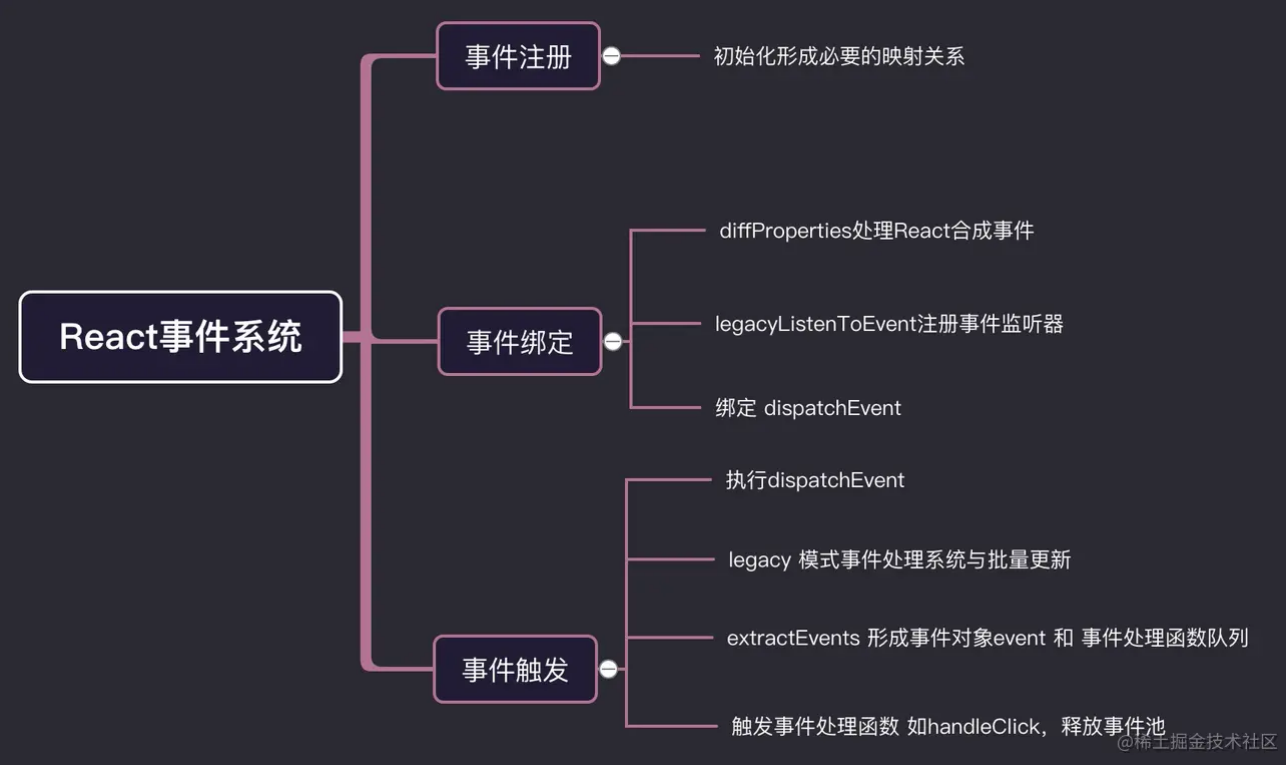 事件注册
初始化形成必要的映射关系
React事件系统
事件绑定
diffProperties处理React合成事件
legacyListenToEvent注册事件监听器
绑定 dispatchEvent
事件触发
执行dispatchEvent
legacy 模式事件处理系统与批量更新
extractEvents 形成事件对象event 和 事件处理函数队列
触发事件处理函数 如handleClick，释放事件池
@稀土掘金技术社区